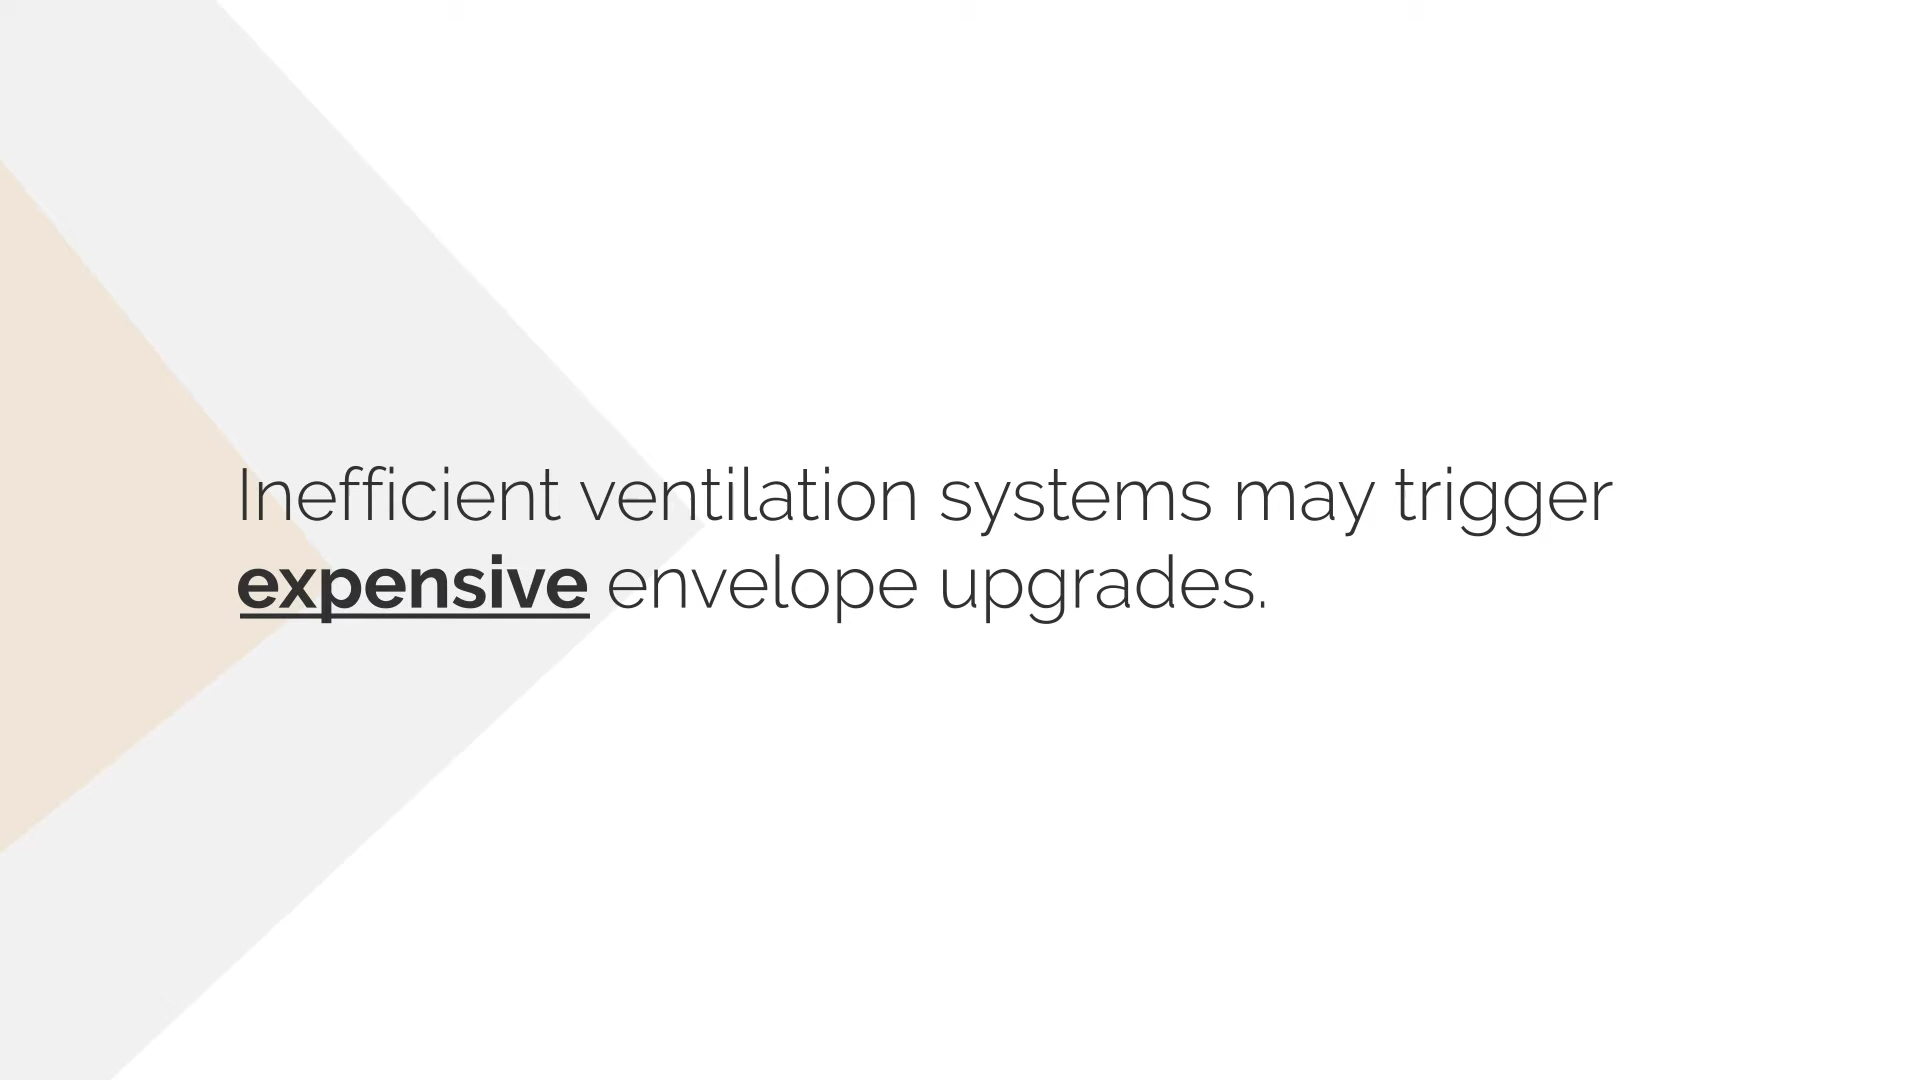 Inefficient ventilation systems may trigger
expensive envelope upgrades.